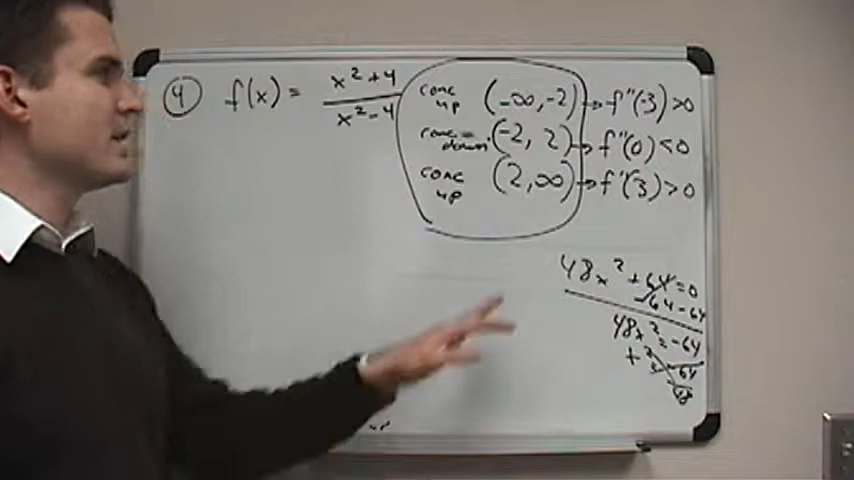 ④ f(x) = x² + 4 / x² - 4
conc up (-∞, -2) → f''(-3) > 0
conc down (-2, 2) → f''(0) < 0
conc up (2, ∞) → f''(3) > 0
48x² + 64 = 0
- 64 - 64
48x² = -64